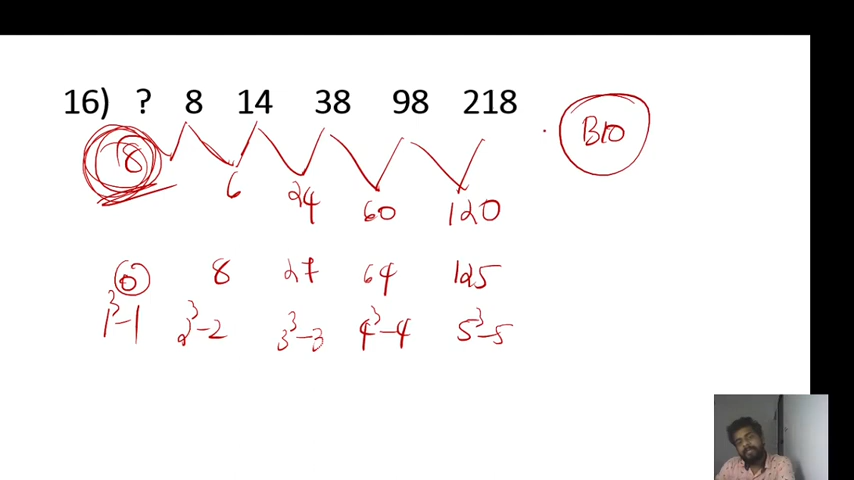 16) ? 8 14 38 98 218
8 B10
6 24 60 120
0 8 27 64 125
1³-1 2³-2 3³-3 4³-4 5³-5